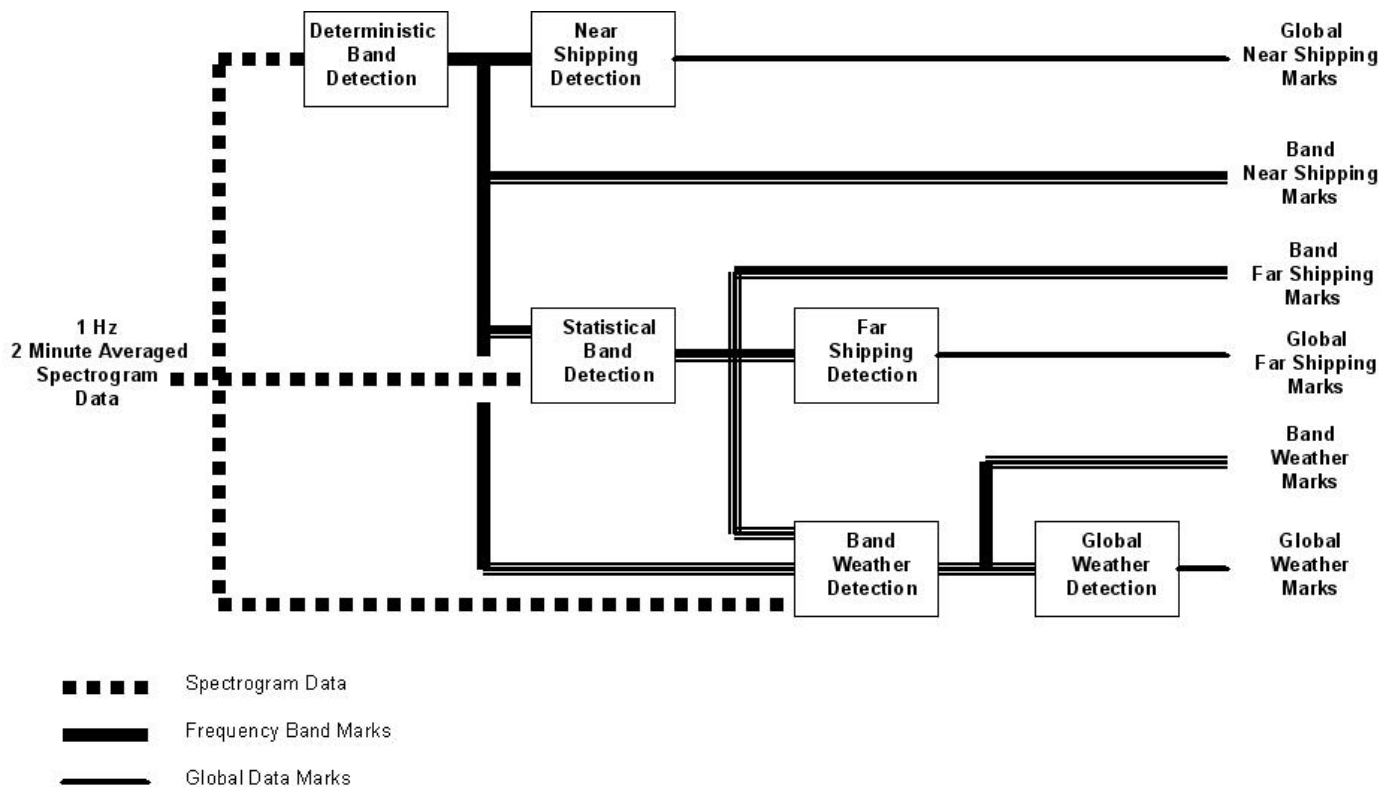 Deterministic
Band
Detection
Near
Shipping
Detection
Global
Near Shipping
Marks
Band
Near Shipping
Marks
Band
Far Shipping
Marks
1 Hz
2 Minute Averaged
Spectrogram
Data
Statistical
Band
Detection
Far
Shipping
Detection
Global
Far Shipping
Marks
Band
Weather
Marks
Band
Weather
Detection
Global
Weather
Detection
Global
Weather
Marks
Spectrogram Data
Frequency Band Marks
Global Data Marks